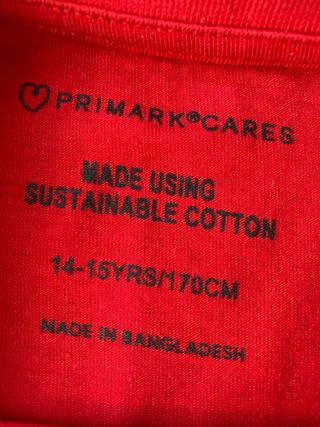 PRIMARK®CARES
MADE USING
SUSTAINABLE COTTON
14-15YRS/170CM
MADE IN BANGLADESH